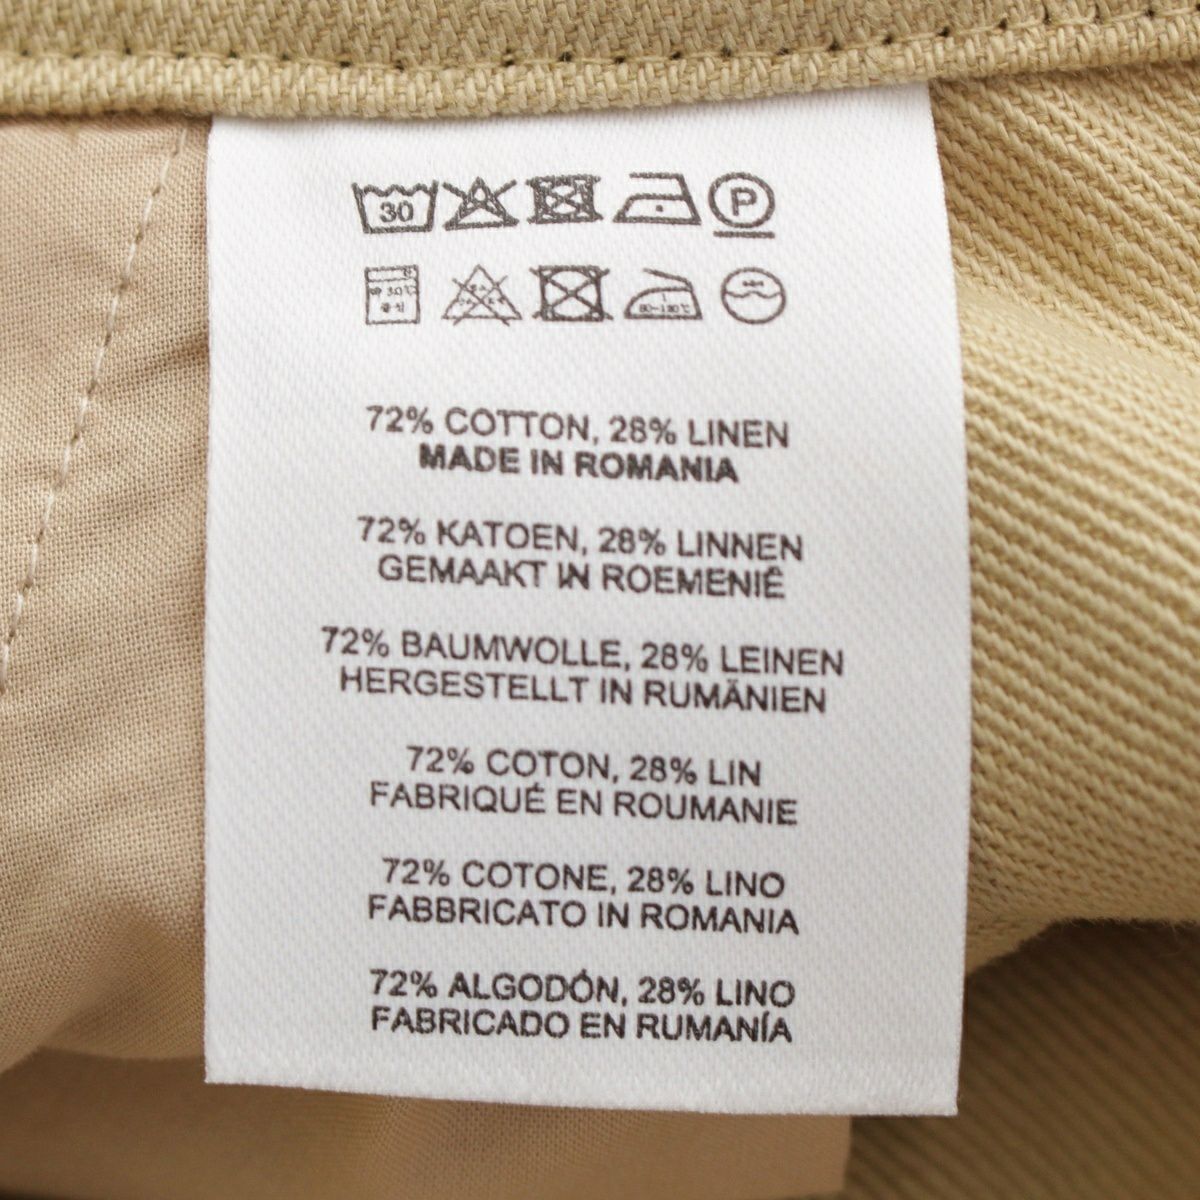 30
P
72% COTTON, 28% LINEN
MADE IN ROMANIA
72% KATOEN, 28% LINNEN
GEMAAKT IN ROEMENIË
72% BAUMWOLLE, 28% LEINEN
HERGESTELLT IN RUMÄNIEN
72% COTON, 28% LIN
FABRIQUÉ EN ROUMANIE
72% COTONE, 28% LINO
FABBRICATO IN ROMANIA
72% ALGODÓN, 28% LINO
FABRICADO EN RUMANÍA